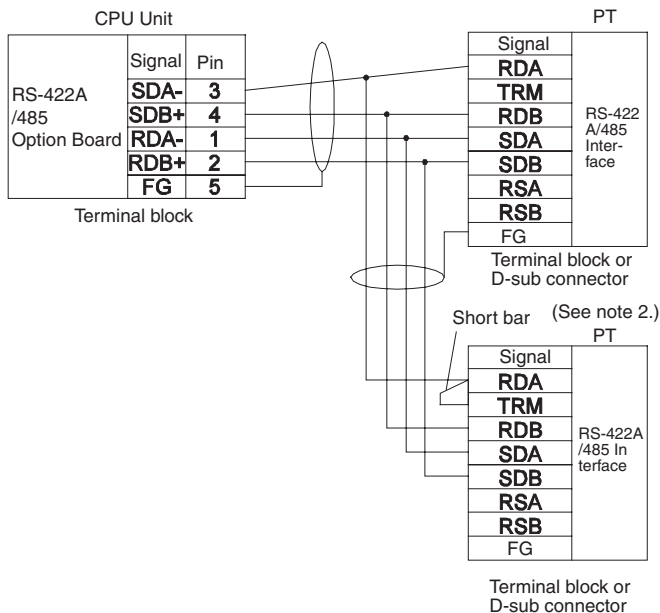 CPU Unit
RS-422A
/485
Option Board
Signal Pin
SDA- 3
SDB+ 4
RDA- 1
RDB+ 2
FG 5
Terminal block
PT
Signal
RDA
TRM
RDB
SDA
SDB
RSA
RSB
FG
RS-422
A/485
Inter-
face
Terminal block or
D-sub connector
Short bar
(See note 2.)
PT
Signal
RDA
TRM
RDB
SDA
SDB
RSA
RSB
FG
RS-422A
/485 In
terface
Terminal block or
D-sub connector